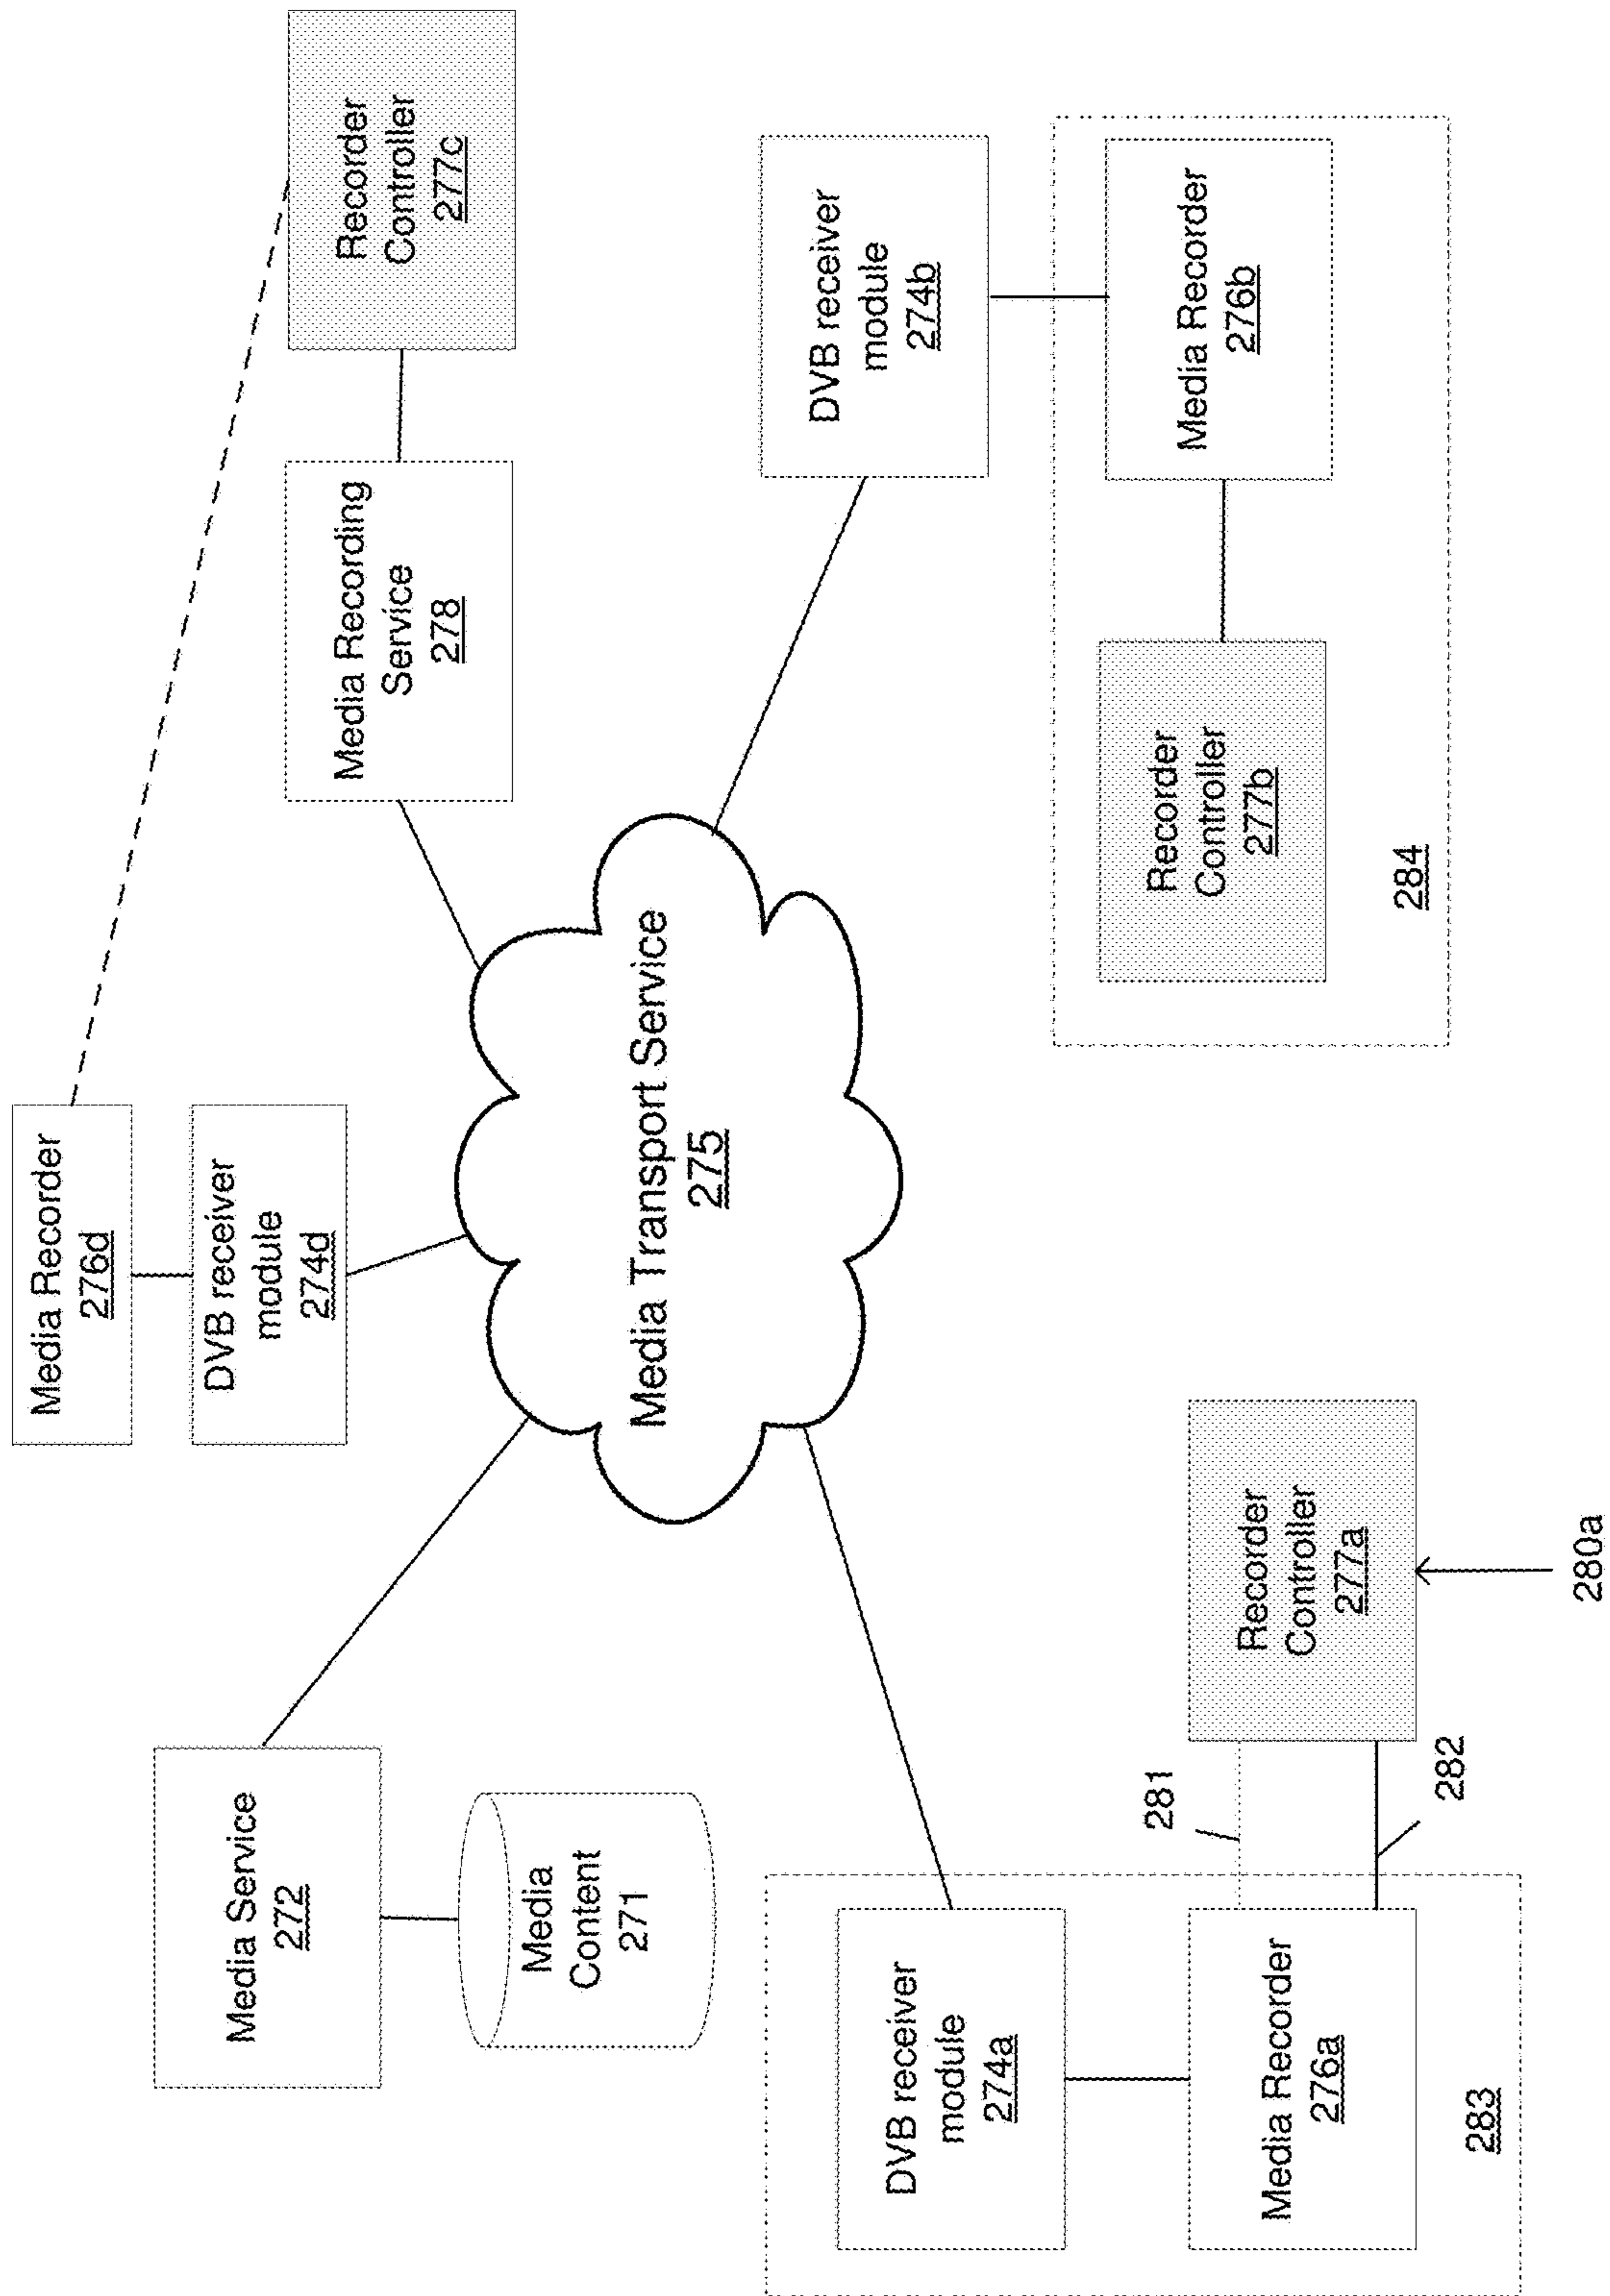 Media Recorder
276d
DVB receiver
module
274d
Media Service
272
Media
Content
271
Media Recording
Service
278
Recorder
Controller
277c
Media Transport Service
275
DVB receiver
module
274a
Media Recorder
276a
283
281
282
Recorder
Controller
277a
280a
DVB receiver
module
274b
Recorder
Controller
277b
Media Recorder
276b
284